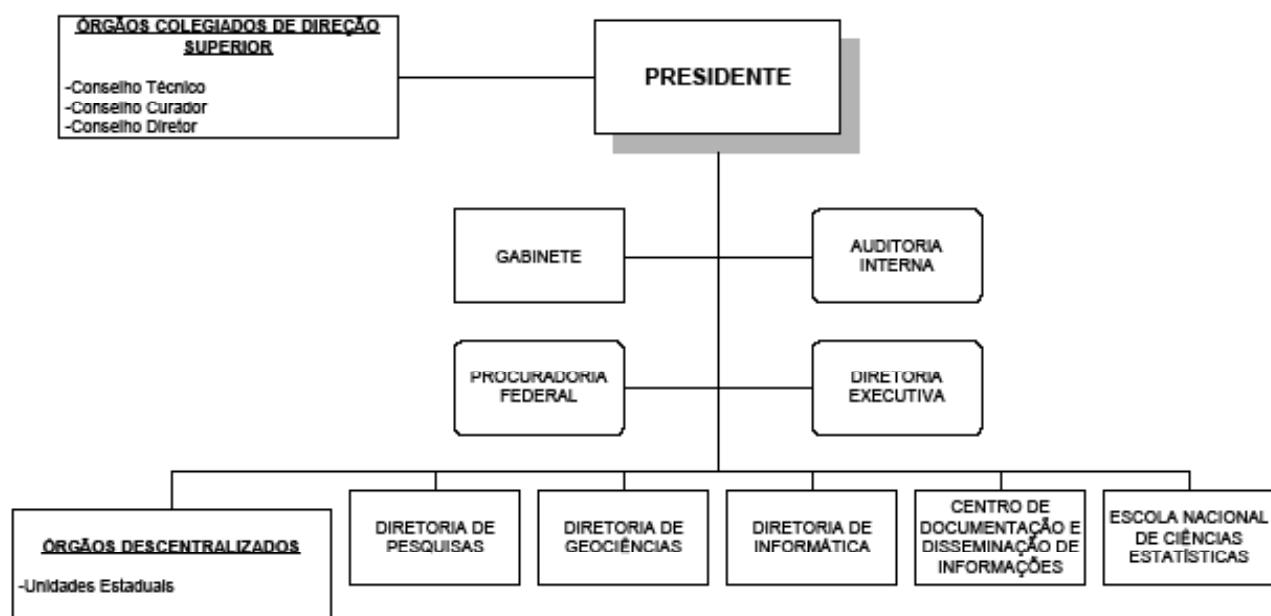 ÓRGÃOS COLEGIADOS DE DIREÇÃO
SUPERIOR
-Conselho Técnico
-Conselho Curador
-Conselho Diretor
PRESIDENTE
GABINETE
AUDITORIA
INTERNA
PROCURADORIA
FEDERAL
DIRETORIA
EXECUTIVA
ÓRGÃOS DESCENTRALIZADOS
-Unidades Estaduais
DIRETORIA DE
PESQUISAS
DIRETORIA DE
GEOCIÊNCIAS
DIRETORIA DE
INFORMÁTICA
CENTRO DE
DOCUMENTAÇÃO E
DISSEMINAÇÃO DE
INFORMAÇÕES
ESCOLA NACIONAL
DE CIÊNCIAS
ESTATÍSTICAS